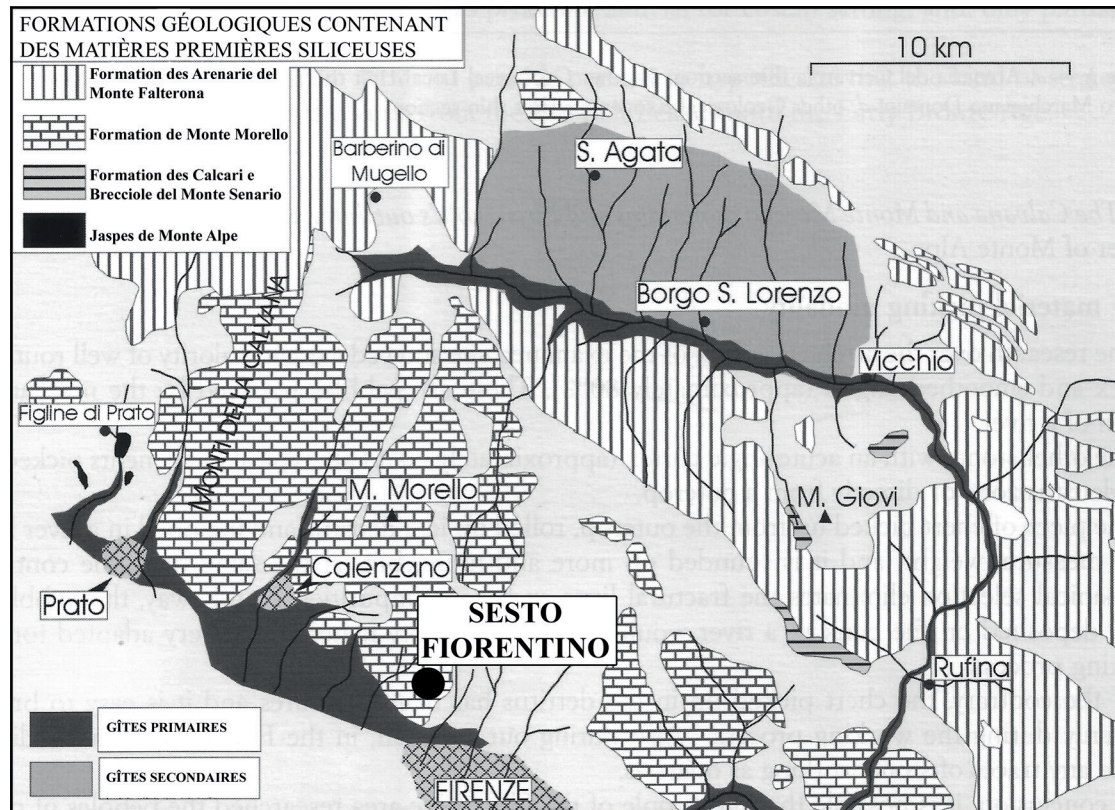 FORMATIONS GÉOLOGIQUES CONTENANT
DES MATIÈRES PREMIÈRES SILICEUSES
Formation des Arenarie del
Monte Falterona
Formation de Monte Morello
Formation des Calcari e
Brecciole del Monte Senario
Jaspes de Monte Alpe
10 km
Barberino di
Mugello
S. Agata
Borgo S. Lorenzo
Vicchio
MONTI DELLA CALVANA
Figline di Prato
M. Morello
M. Giovi
Calenzano
Prato
SESTO
FIORENTINO
Rufina
FIRENZE
GÎTES PRIMAIRES
GÎTES SECONDAIRES